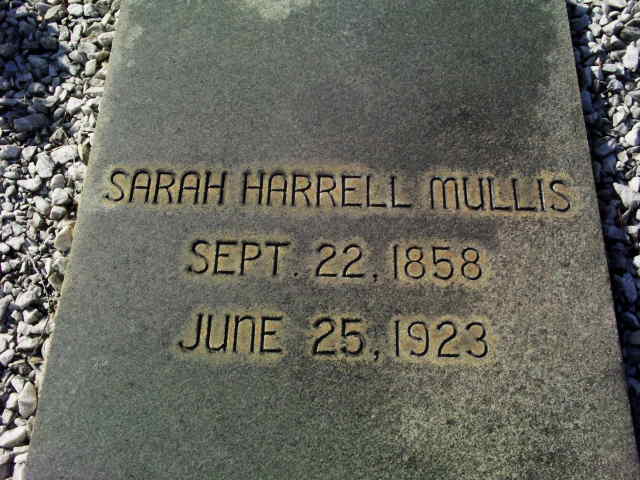 SARAH HARRELL MULLIS
SEPT. 22, 1858
JUNE 25, 1923